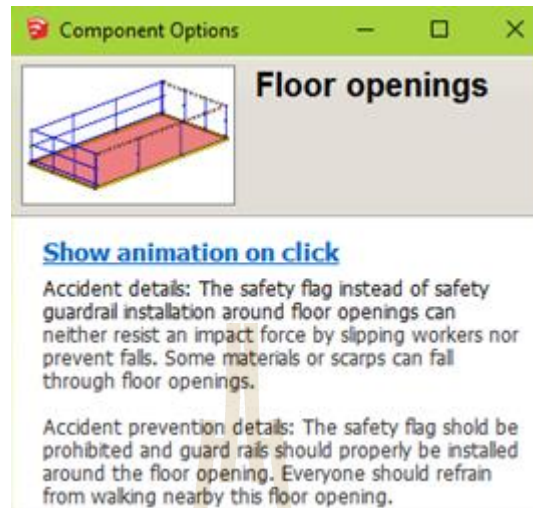 Component Options
Floor openings
Show animation on click
Accident details: The safety flag instead of safety
guardrail installation around floor openings can
neither resist an impact force by slipping workers nor
prevent falls. Some materials or scarps can fall
through floor openings.
Accident prevention details: The safety flag shold be
prohibited and guard rails should properly be installed
around the floor opening. Everyone should refrain
from walking nearby this floor opening.